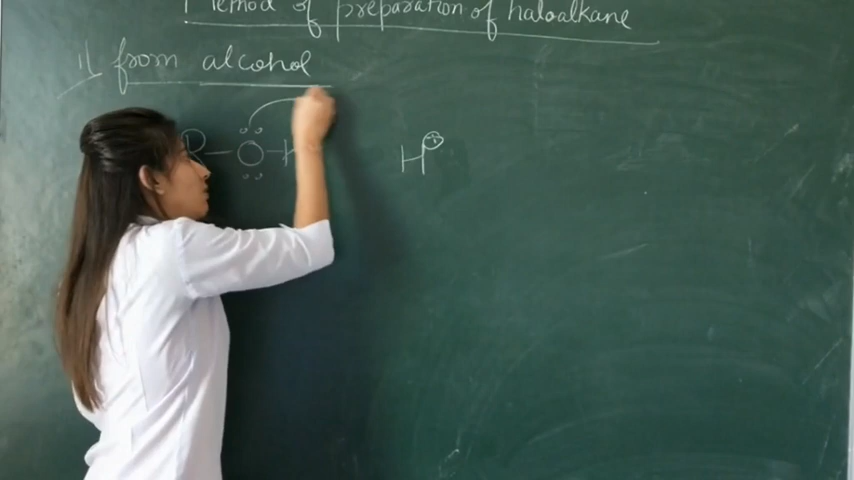 Method of preparation of haloalkane
1) from alcohol
R-O-H H⊕